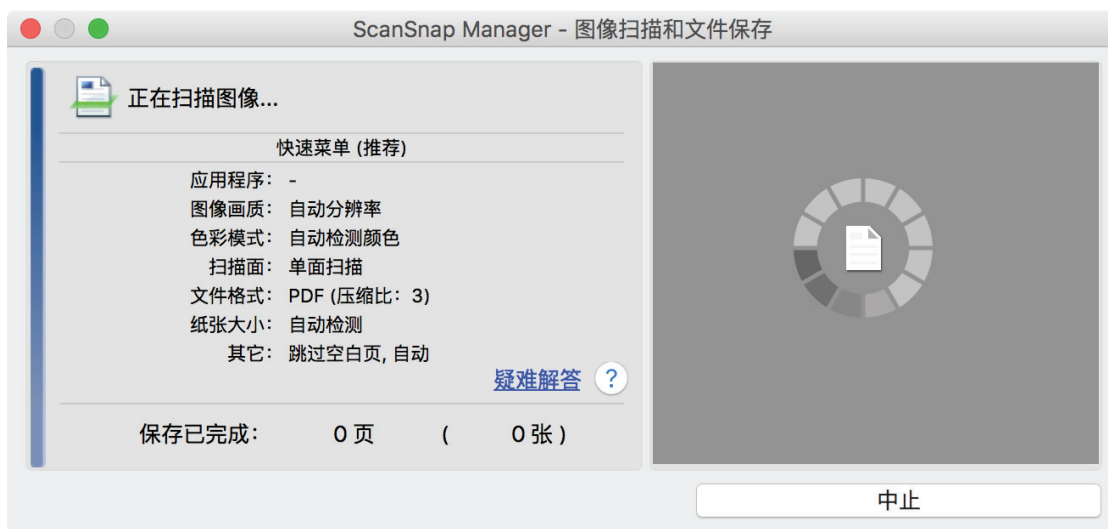 ScanSnap Manager - 图像扫描和文件保存
正在扫描图像...
快速菜单 (推荐)
应用程序： -
图像画质： 自动分辨率
色彩模式： 自动检测颜色
扫描面： 单面扫描
文件格式： PDF (压缩比：3)
纸张大小： 自动检测
其它： 跳过空白页, 自动
疑难解答 ?
保存已完成： 0 页 ( 0 张 )
中止